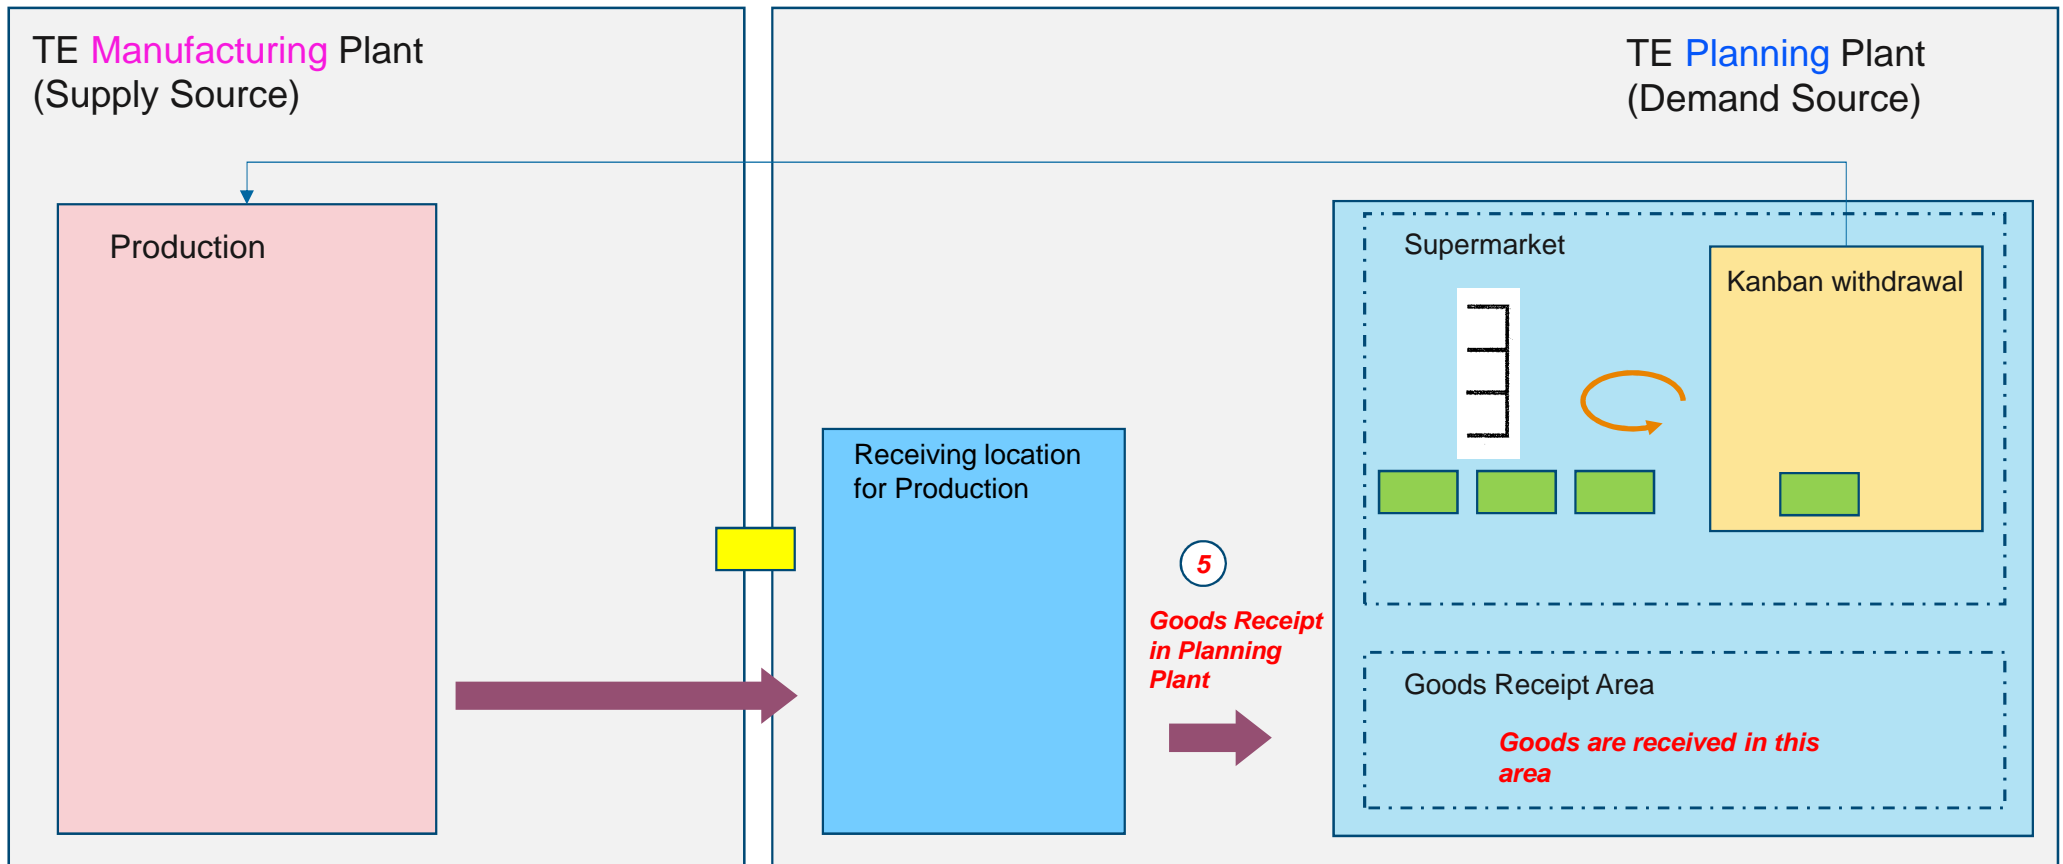 TE Manufacturing Plant
(Supply Source)
TE Planning Plant
(Demand Source)
Production
Supermarket
Kanban withdrawal
Receiving location
for Production
5
Goods Receipt
in Planning
Plant
Goods Receipt Area
Goods are received in this
area